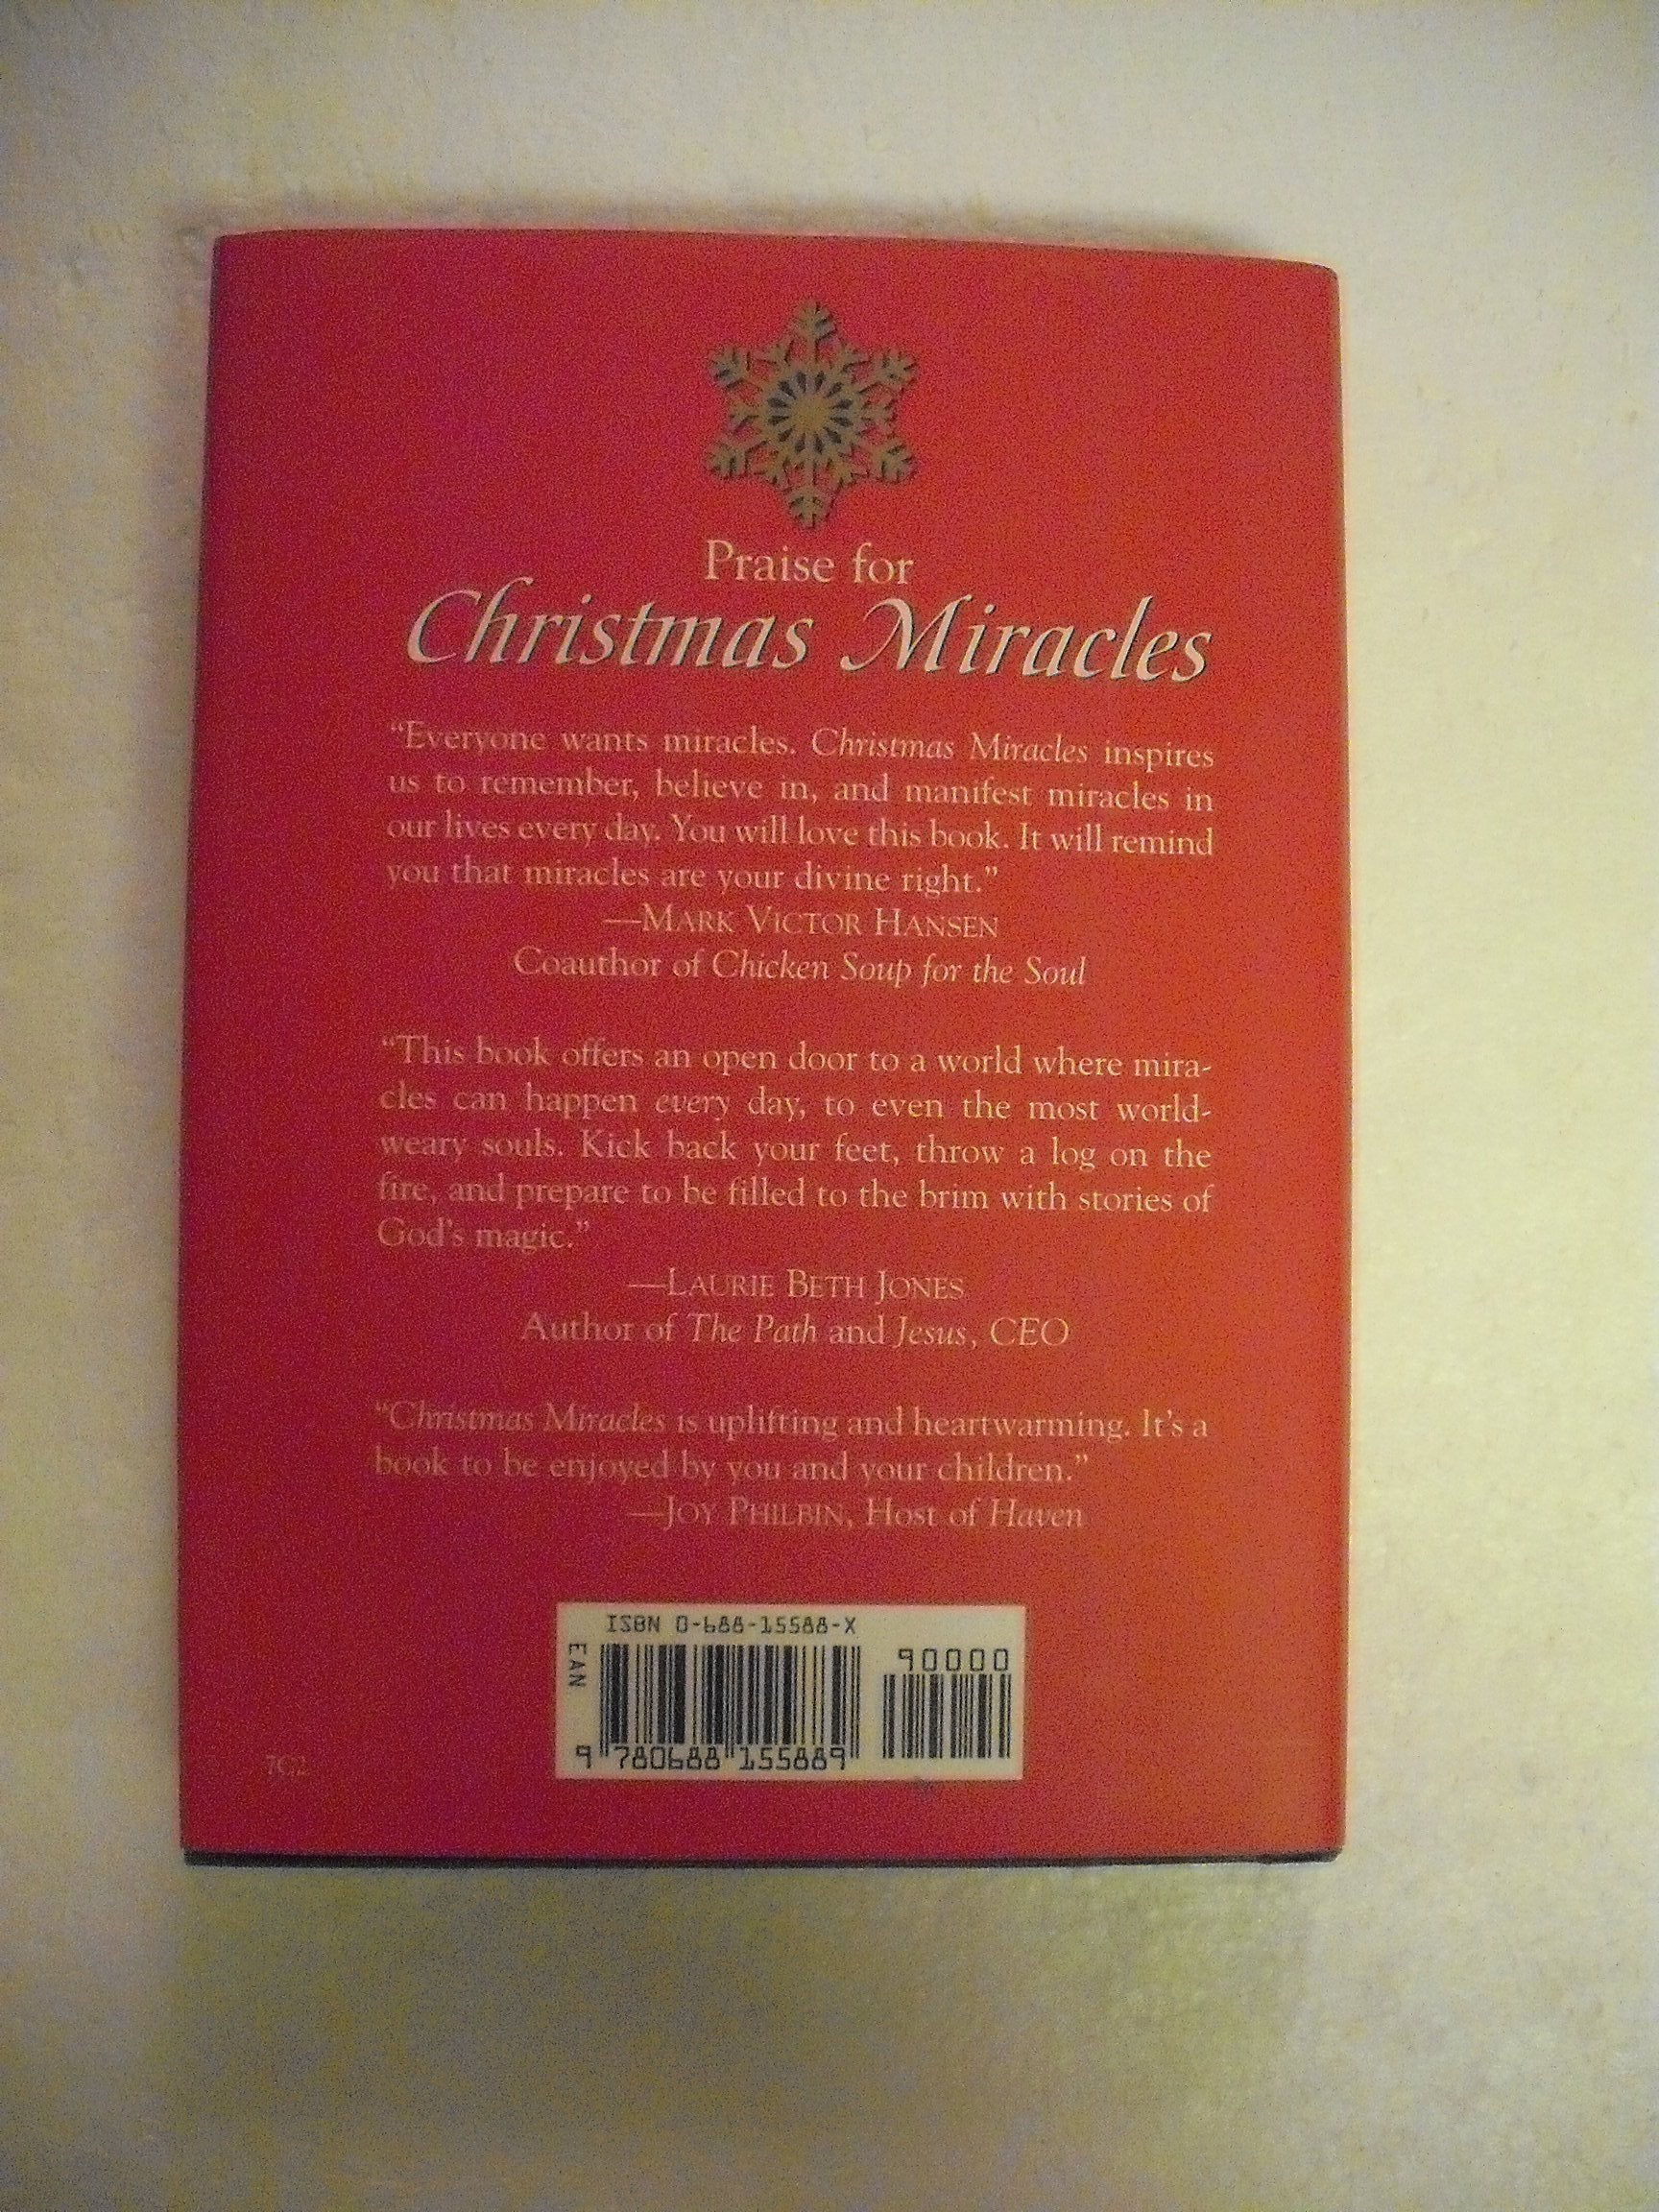 Praise for
Christmas Miracles
“Everyone wants miracles. Christmas Miracles inspires
us to remember, believe in, and manifest miracles in
our lives every day. You will love this book. It will remind
you that miracles are your divine right.”
—MARK VICTOR HANSEN
Coauthor of Chicken Soup for the Soul
“This book offers an open door to a world where mira-
cles can happen every day, to even the most world-
weary souls. Kick back your feet, throw a log on the
fire, and prepare to be filled to the brim with stories of
God’s magic.”
—LAURIE BETH JONES
Author of The Path and Jesus, CEO
“Christmas Miracles is uplifting and heartwarming. It’s a
book to be enjoyed by you and your children.”
—JOY PHILBIN, Host of Haven
ISBN 0-688-15588-X
90000
EAN
9 780688 155889